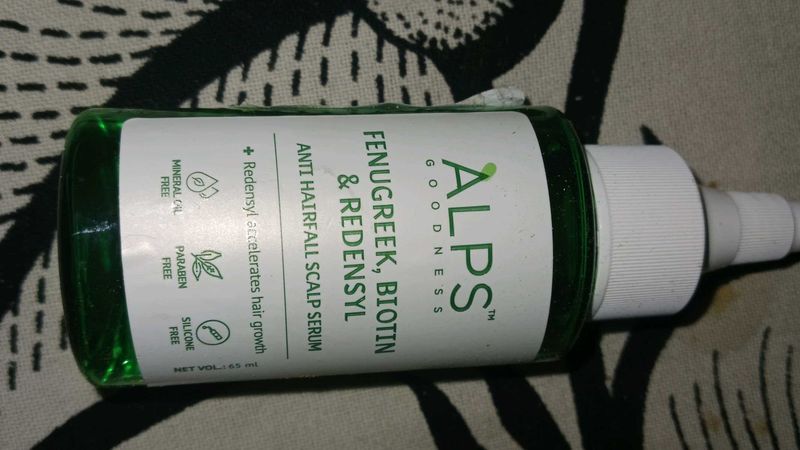 ALPS™
GOODNESS
FENUGREEK, BIOTIN
& REDENSYL
ANTI HAIRFALL SCALP SERUM
+ Redensyl accelerates hair growth
MINERAL OIL
FREE
PARABEN
FREE
SILICONE
FREE
NET VOL.: 65 ml